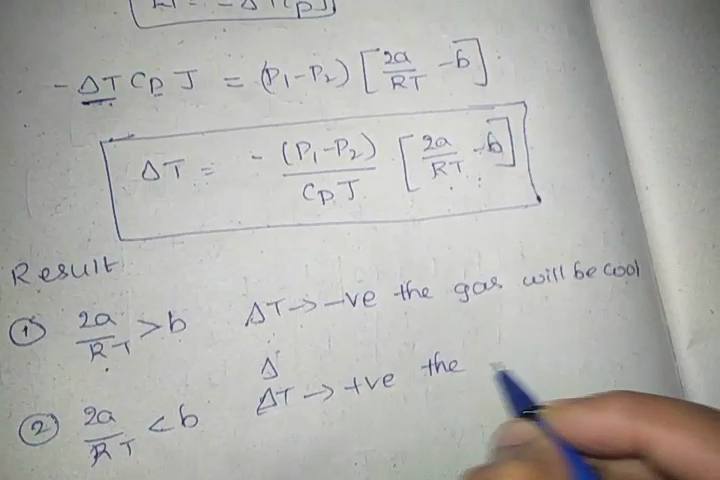 -ΔT Cp J = (P₁-P₂) [2a/RT - b]
ΔT = - (P₁-P₂)/Cp J [2a/RT - b]
Result
① 2a/RT > b ΔT → -ve the gas will be cool
Δ
② 2a/RT < b ΔT → +ve the